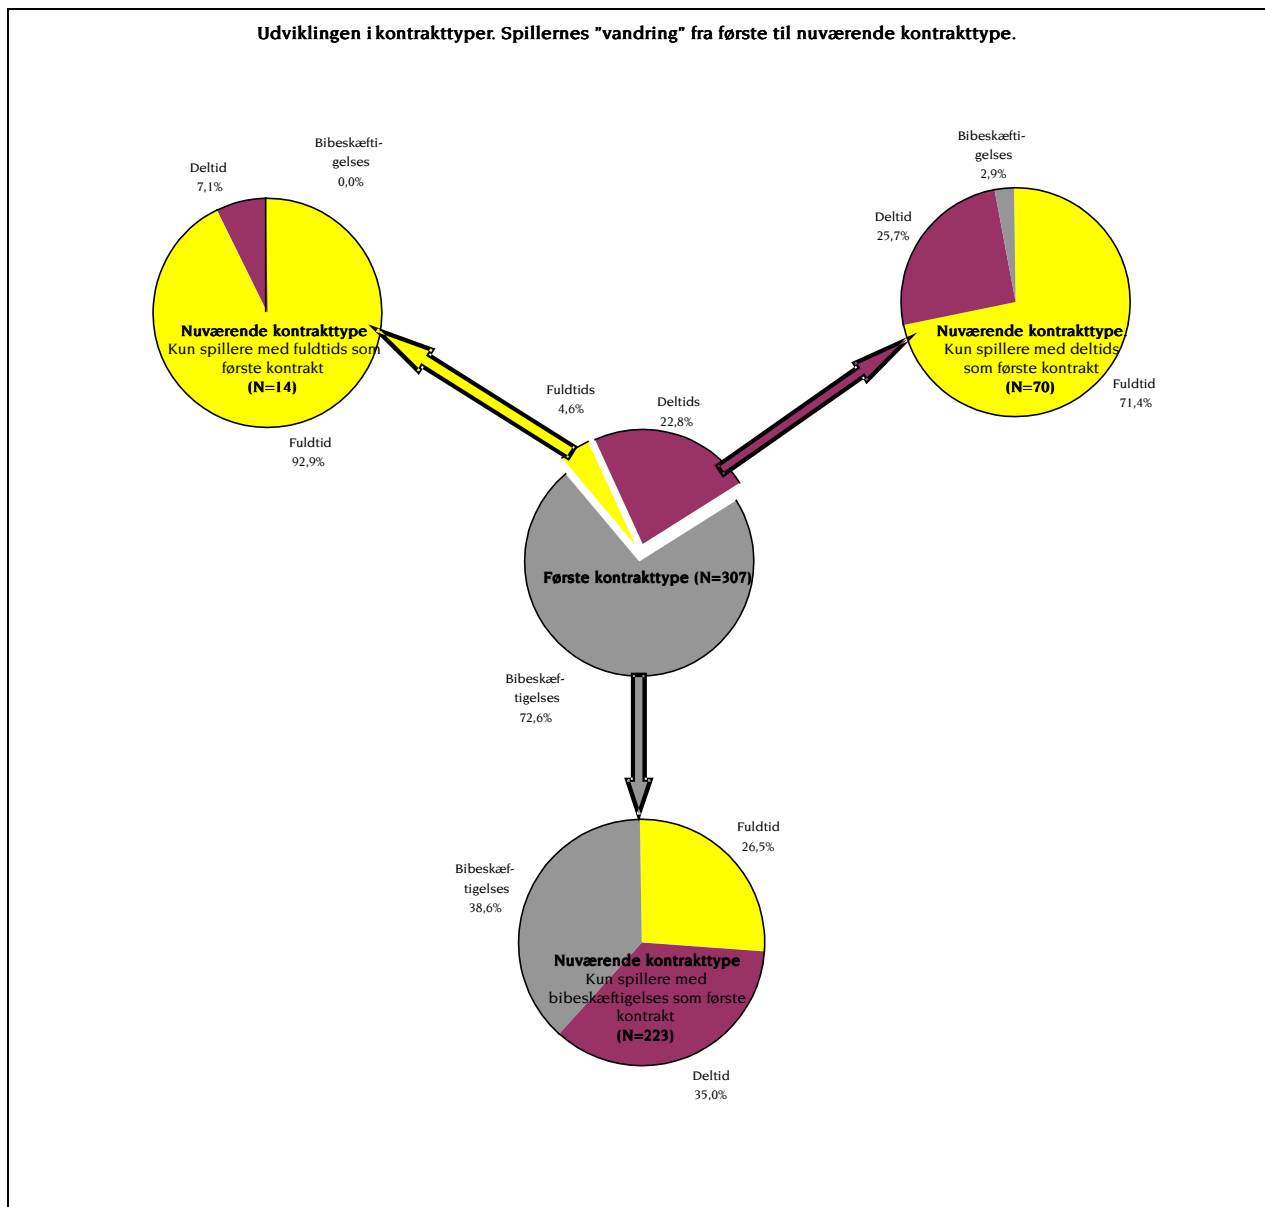 Udviklingen i kontrakttyper. Spillernes ”vandring” fra første til nuværende kontrakttype.
Deltid
7,1%
Bibeskæfti-
gelses
0,0%
Nuværende kontrakttype
Kun spillere med fuldtids som
første kontrakt
(N=14)
Fuldtid
92,9%
Bibeskæfti-
gelses
2,9%
Deltid
25,7%
Nuværende kontrakttype.
Kun spillere med deltids
som første kontrakt
(N=70)
Fuldtid
71,4%
Fuldtids
4,6%
Deltids
22,8%
Første kontrakttype (N=307)
Bibeskæf-
tigelses
72,6%
Fuldtid
26,5%
Bibeskæf-
tigelses
38,6%
Nuværende kontrakttype
Kun spillere med
bibeskæftigelses som første
kontrakt
(N=223)
Deltid
35,0%